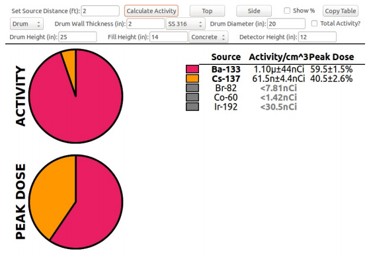 Set Source Distance (ft): 2 Calculate Activity Top Side Show % Copy Table
Drum Drum Wall Thickness (in): 2 SS.316 Drum Diameter (in): 20 Total Activity?
Drum Height (in): 25 Fill Height (in): 14 Concrete Detector Height (in): 12
Source Activity/cm^3 Peak Dose
Ba-133 1.10µ±44nCi 59.5±1.5%
Cs-137 61.5n±4.4nCi 40.5±2.6%
Br-82 <7.81nCi
Co-60 <1.42nCi
Ir-192 <30.5nCi
ACTIVITY
PEAK DOSE